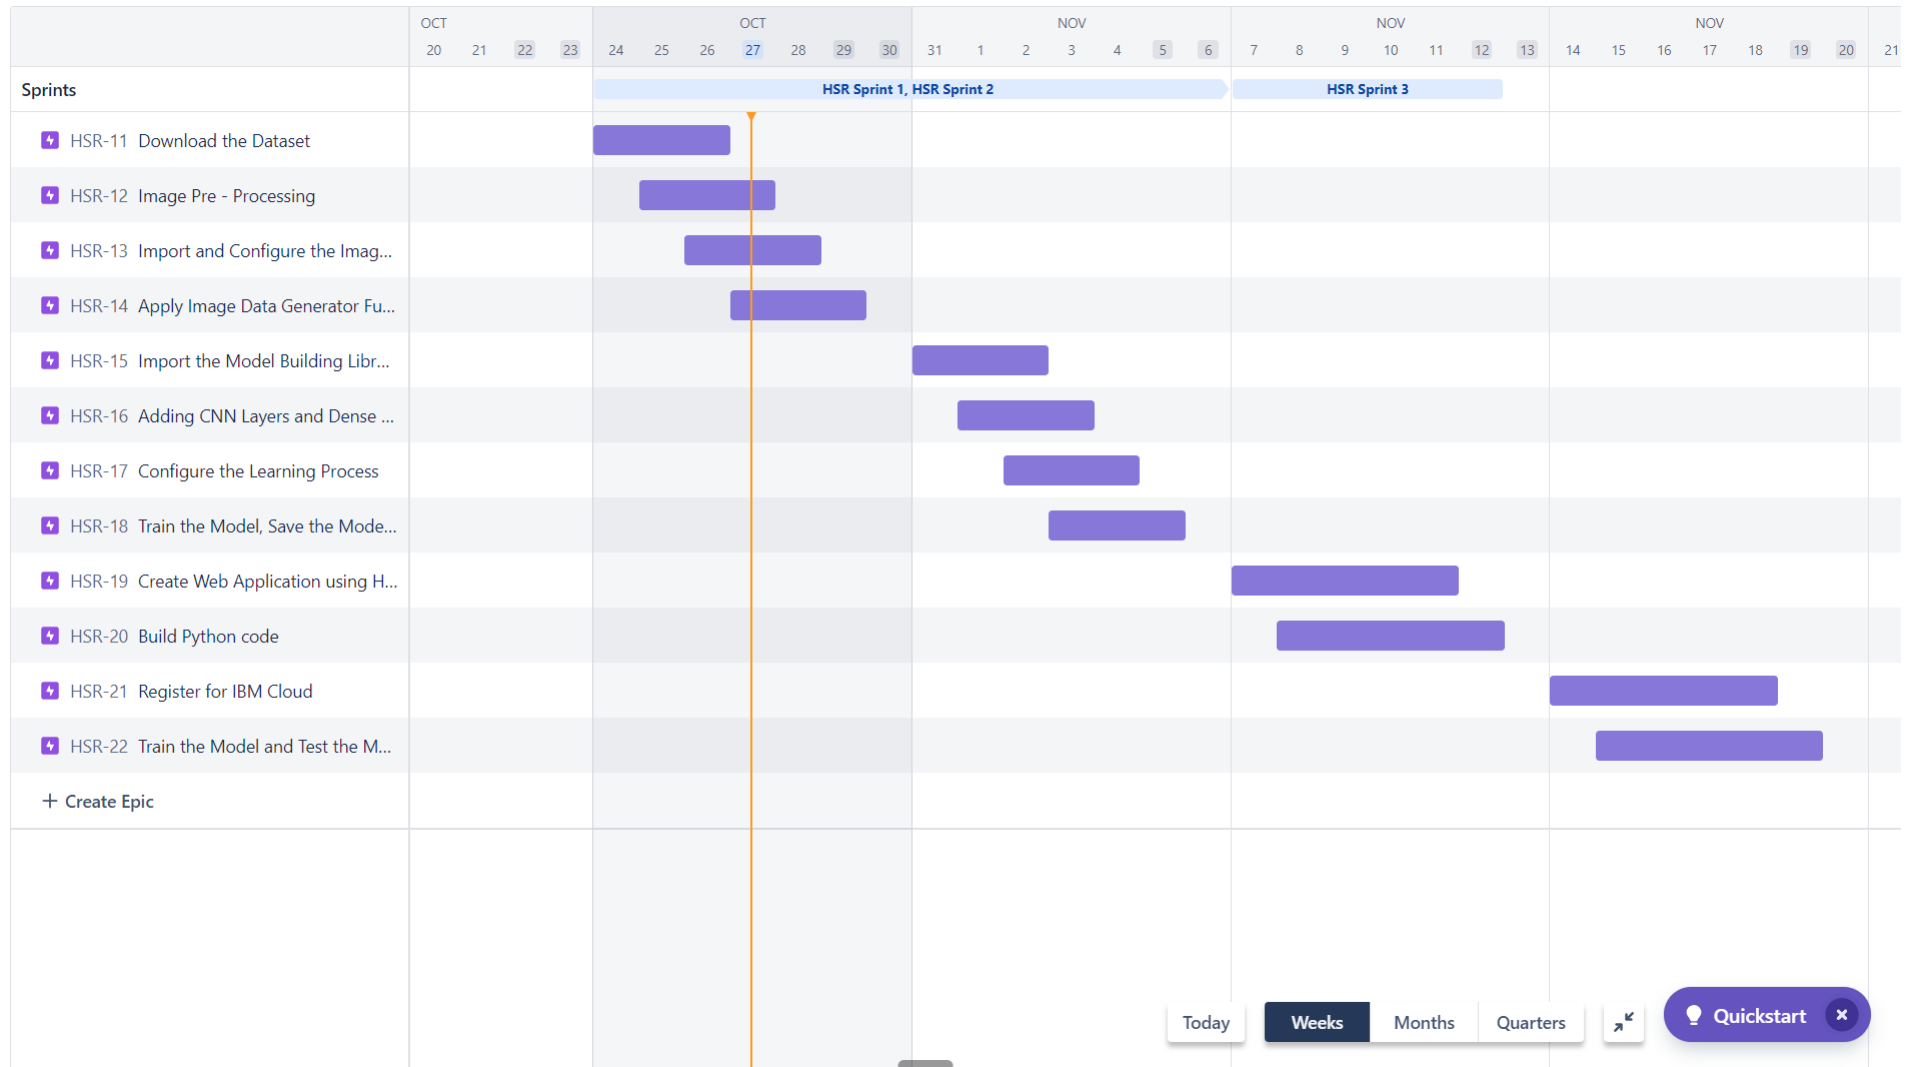 OCT OCT NOV NOV NOV
20 21 22 23 24 25 26 27 28 29 30 31 1 2 3 4 5 6 7 8 9 10 11 12 13 14 15 16 17 18 19 20 21
Sprints HSR Sprint 1, HSR Sprint 2 HSR Sprint 3
HSR-11 Download the Dataset
HSR-12 Image Pre - Processing
HSR-13 Import and Configure the Imag...
HSR-14 Apply Image Data Generator Fu...
HSR-15 Import the Model Building Libr...
HSR-16 Adding CNN Layers and Dense ...
HSR-17 Configure the Learning Process
HSR-18 Train the Model, Save the Mode...
HSR-19 Create Web Application using H...
HSR-20 Build Python code
HSR-21 Register for IBM Cloud
HSR-22 Train the Model and Test the M...
+ Create Epic
Today Weeks Months Quarters Quickstart